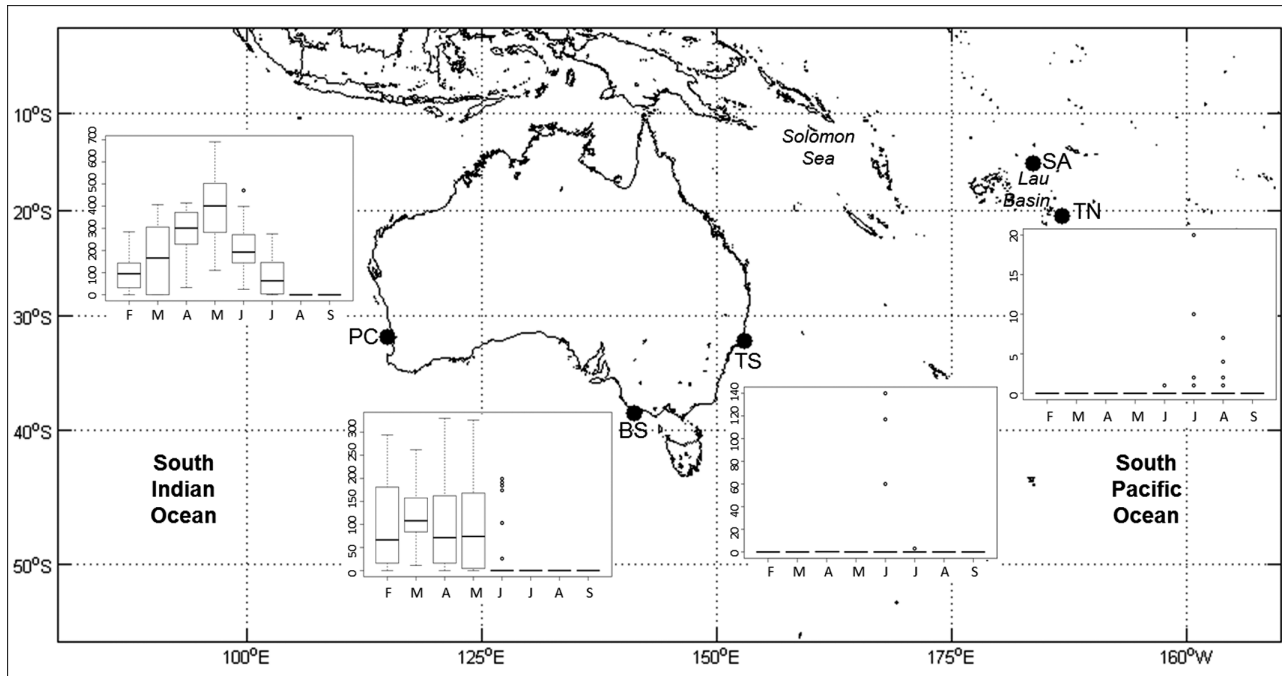 10°S
20°S
30°S
40°S
50°S
100°E
125°E
150°E
175°E
160°W
Solomon
Sea
SA
Lau
Basin
TN
PC
TS
BS
South
Indian
Ocean
South
Pacific
Ocean
700
600
500
400
300
200
100
0
F M A M J J A S
300
250
200
150
100
50
0
F M A M J J A S
140
120
100
80
60
40
20
0
F M A M J J A S
20
15
10
5
0
F M A M J J A S